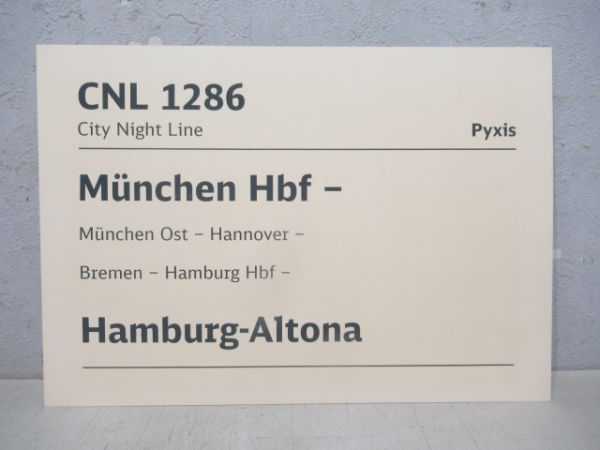 CNL 1286
City Night Line Pyxis
München Hbf –
München Ost – Hannover –
Bremen – Hamburg Hbf –
Hamburg-Altona